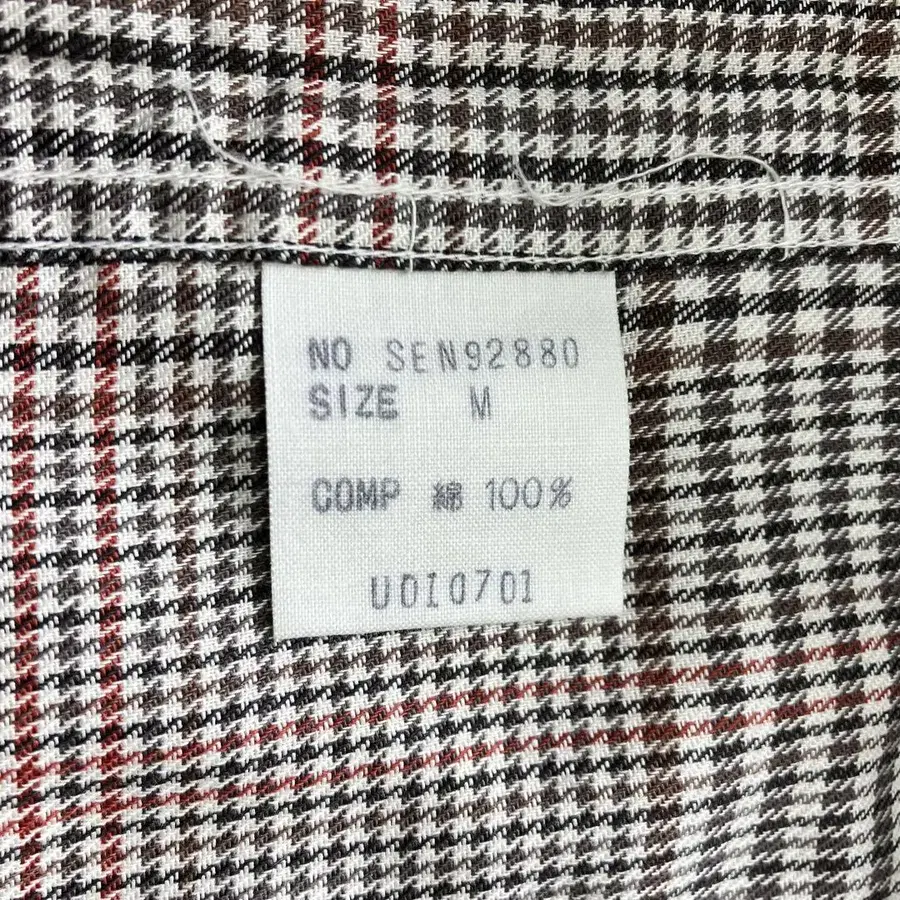 NO SEN92880
SIZE M
COMP 綿 100%
U010701